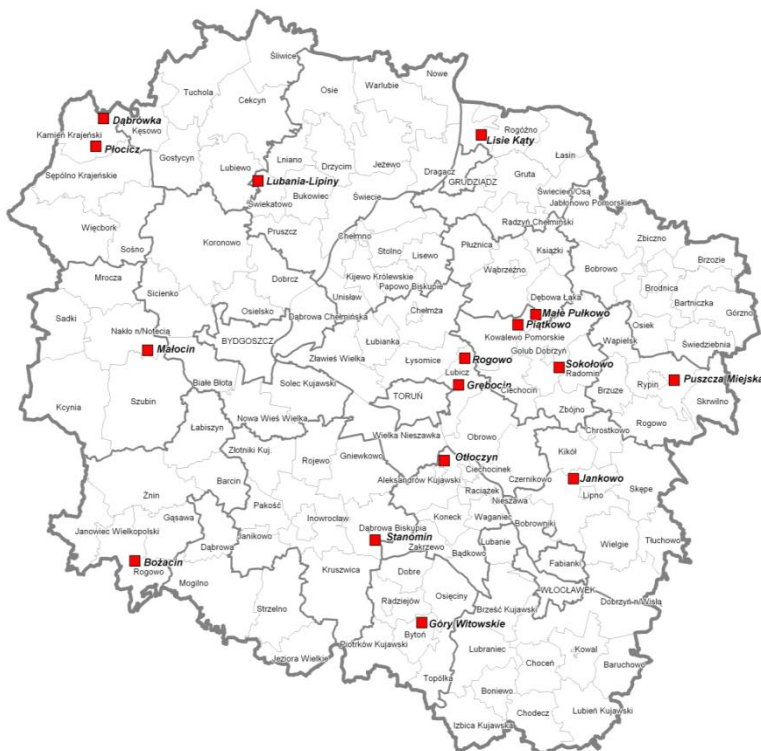 Śliwice
Nowe
Osie
Warlubie
Tuchola
Cekcyn
Dąbrówka
Kęsowo
Kamień Krajeński
Płocicz
Rogóźno
Lisie Kąty
Gostycyn
Lubiewo
Lniano
Drzycim
Jeżewo
Dragacz
Łasin
Gruta
GRUDZIĄDZ
Sępólno Krajeńskie
Lubania-Lipiny
Świecie n/Osą
Bukowiec
Świecie
Świekatowo
Jabłonowo Pomorskie
Radzyń Chełmiński
Więcbork
Pruszcz
Chełmno
Płużnica
Książki
Zbiczno
Sośno
Koronowo
Stolno
Lisewo
Wąbrzeźno
Bobrowo
Brzozie
Mrocza
Dobrcz
Kijewo Królewskie
Papowo Biskupie
Brodnica
Sicienko
Unisław
Dębowa Łąka
Bartniczka
Osielsko
Dąbrowa Chełmińska
Chełmża
Małe Pułkowo
Górzno
Sadki
Piątkowo
Kowalewo Pomorskie
Osiek
Nakło n/Notecią
BYDGOSZCZ
Łubianka
Wąpielsk
Świedziebnia
Małocin
Zławieś Wielka
Łysomice
Rogowo
Golub Dobrzyń
Sokołowo
Lubicz
Radomin
Puszcza Miejska
Białe Błota
Solec Kujawski
Grębocin
Ciechocin
Brzuze
Rypin
Kcynia
Szubin
TORUŃ
Zbójno
Skrwilno
Nowa Wieś Wielka
Rogowo
Łabiszyn
Obrowo
Chrostkowo
Wielka Nieszawka
Złotniki Kuj.
Rojewo
Gniewkowo
Kikół
Otłoczyn
Ciechocinek
Barcin
Aleksandrów Kujawski
Czernikowo
Jankowo
Skępe
Żnin
Pakość
Raciążek
Nieszawa
Lipno
Gąsawa
Inowrocław
Koneck
Waganiec
Bobrowniki
Janowiec Wielkopolski
Dąbrowa Biskupia
Tłuchowo
Dąbrowa
Janikowo
Stanomin
Zakrzewo
Lubanie
Wielgie
Bądkowo
Bożacin
Fabianki
Rogowo
Mogilno
Kruszwica
Dobre
Radziejów
Osięciny
WŁOCŁAWEK
Strzelno
Brześć Kujawski
Dobrzyń n/Wisłą
Góry Witowskie
Bytoń
Piotrków Kujawski
Lubraniec
Kowal
Jeziora Wielkie
Choceń
Baruchowo
Topólka
Boniewo
Izbica Kujawska
Chodecz
Lubień Kujawski